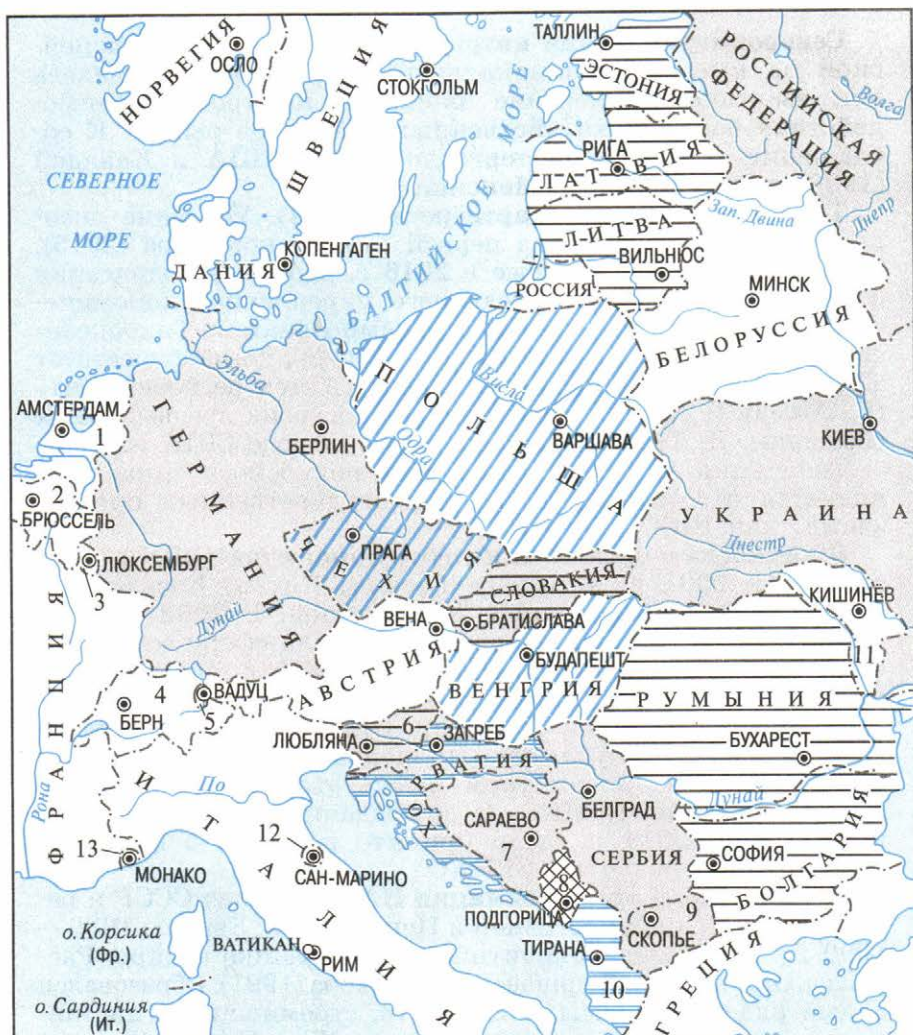 НОРВЕГИЯ
ОСЛО
ШВЕЦИЯ
СТОКГОЛЬМ
ТАЛЛИН
ЭСТОНИЯ
РОССИЙСКАЯ
ФЕДЕРАЦИЯ
Волга
РИГА
ЛАТВИЯ
СЕВЕРНОЕ
МОРЕ
ДАНИЯ
КОПЕНГАГЕН
БАЛТИЙСКОЕ МОРЕ
ЛИТВА
ВИЛЬНЮС
Зап. Двина
Днепр
РОССИЯ
МИНСК
БЕЛОРУССИЯ
Эльба
ПОЛЬША
Висла
ВАРШАВА
Одра
АМСТЕРДАМ
1
ГЕРМАНИЯ
БЕРЛИН
КИЕВ
2
БРЮССЕЛЬ
УКРАИНА
ПРАГА
ЧЕХИЯ
Днестр
ЛЮКСЕМБУРГ
3
СЛОВАКИЯ
КИШИНЁВ
Дунай
ВЕНА
БРАТИСЛАВА
БУДАПЕШТ
11
ФРАНЦИЯ
4
ВАДУЦ
АВСТРИЯ
ВЕНГРИЯ
РУМЫНИЯ
БЕРН
5
6
ЗАГРЕБ
ЛЮБЛЯНА
ХОРВАТИЯ
БУХАРЕСТ
Рона
По
ИТАЛИЯ
БЕЛГРАД
Дунай
САРАЕВО
7
СЕРБИЯ
СОФИЯ
БОЛГАРИЯ
13
МОНАКО
12
САН-МАРИНО
8
ПОДГОРИЦА
9
СКОПЬЕ
о. Корсика
(Фр.)
ВАТИКАН
РИМ
ТИРАНА
10
ГРЕЦИЯ
о. Сардиния
(Ит.)